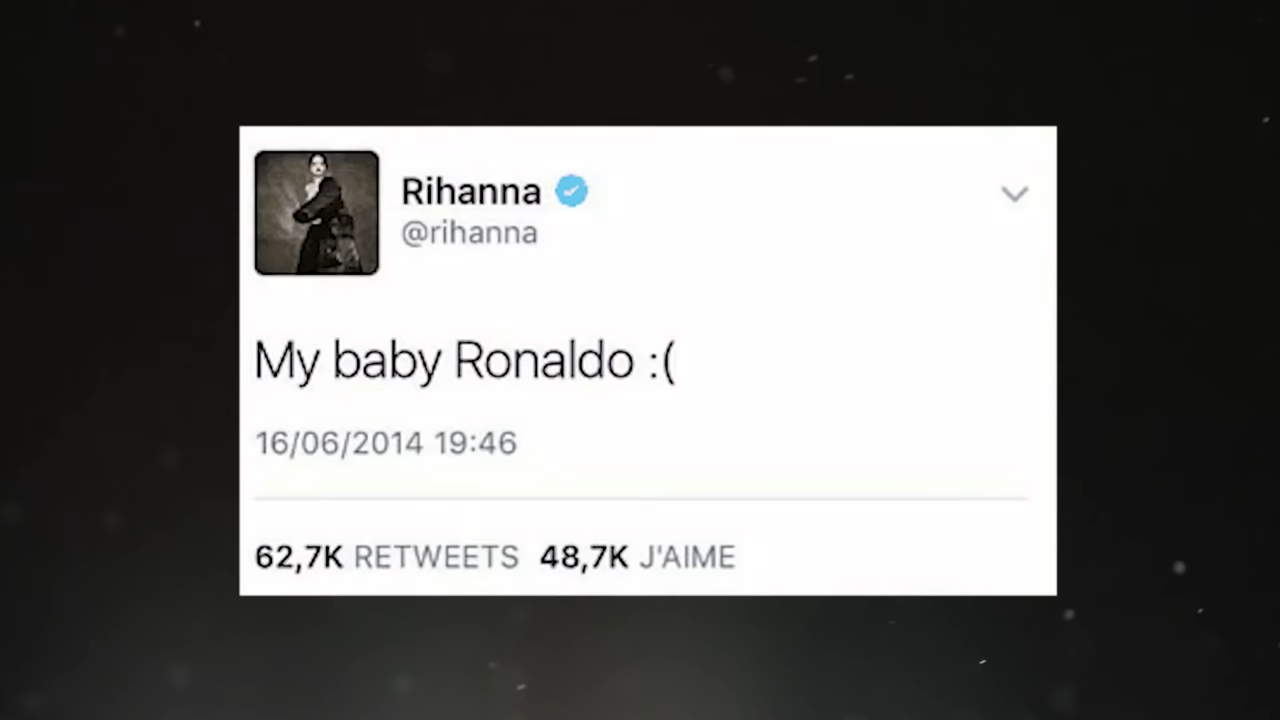 Rihanna
@rihanna
My baby Ronaldo :(
16/06/2014 19:46
62,7K RETWEETS 48,7K J'AIME